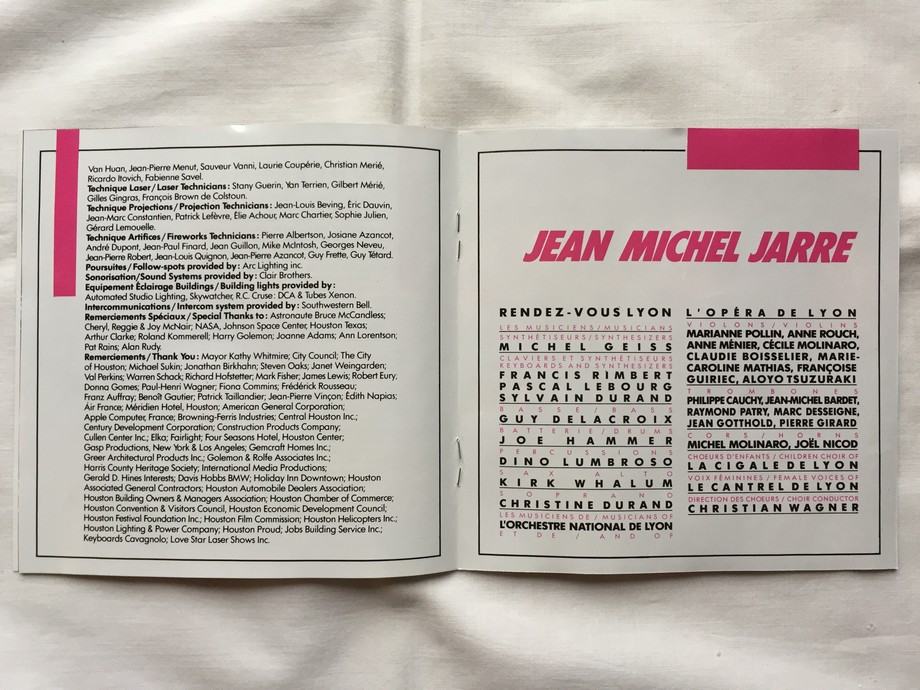 Van Huan, Jean-Pierre Menut, Sauveur Vanni, Laurie Coupérie, Christian Merié,
Ricardo Itovich, Fabienne Savel.
Technique Laser/Laser Technicians: Stany Guerin, Yan Terrien, Gilbert Mérié,
Gilles Gingras, François Brown de Colstoun.
Technique Projections/Projection Technicians: Jean-Louis Beving, Éric Dauvin,
Jean-Marc Constantien, Patrick Lefèvre, Élie Achour, Marc Chartier, Sophie Julien,
Gérard Lemouelle.
Technique Artifices/Fireworks Technicians: Pierre Albertson, Josiane Azancot,
André Dupont, Jean-Paul Finard, Jean Guillon, Mike McIntosh, Georges Neveu,
Jean-Pierre Robert, Jean-Louis Quignon, Jean-Pierre Azancot, Guy Frette, Guy Tétard.
Poursuites/Follow-spots provided by: Arc Lighting inc.
Sonorisation/Sound Systems provided by: Clair Brothers.
Equipement Éclairage Buildings/Building lights provided by:
Automated Studio Lighting, Skywatcher, R.C. Cruse: DCA & Tubes Xenon.
Intercommunications/Intercom system provided by: Southwestern Bell.
Remerciements Spéciaux/Special Thanks to: Astronaute Bruce McCandless;
Cheryl, Reggie & Joy McNair; NASA, Johnson Space Center, Houston Texas;
Arthur Clarke; Roland Kommerell; Harry Golemon; Joanne Adams; Ann Lorentson;
Pat Rains; Alan Rudy.
Remerciements/Thank You: Mayor Kathy Whitmire; City Council; The City
of Houston; Michael Sukin; Jonathan Birkhahn; Steven Oaks; Janet Weingarden;
Val Perkins; Warren Schack, Richard Hofstetter; Mark Fisher; James Lewis; Robert Eury,
Donna Games; Paul-Henri Wagner; Fiona Commins; Frédérick Rousseau;
Franz Auffray; Benoît Gautier; Patrick Taillandier; Jean-Pierre Vinçon; Édith Napias;
Air France; Méridien Hotel, Houston; American General Corporation;
Apple Computer, France; Browning-Ferris Industries; Central Houston Inc.;
Century Development Corporation; Construction Products Company;
Cullen Center Inc.; Elka; Fairlight; Four Seasons Hotel, Houston Center;
Gasp Productions, New York & Los Angeles; Gemcraft Homes Inc.;
Greer Architectural Products Inc.; Golemon & Rolfe Associates Inc.;
Harris County Heritage Society; International Media Productions;
Gerald D. Hines Interests; Davis Hobbs BMW; Holiday Inn Downtown; Houston
Associated General Contractors; Houston Automobile Dealers Association;
Houston Building Owners & Managers Association; Houston Chamber of Commerce;
Houston Convention & Visitors Council, Houston Economic Development Council;
Houston Festival Foundation Inc.; Houston Film Commission; Houston Helicopters Inc.;
Houston Lighting & Power Company; Houston Proud; Jobs Building Service Inc.;
Keyboards Cavagnolo; Love Star Laser Shows Inc.
JEAN MICHEL JARRE
RENDEZ-VOUS LYON
LES MUSICIENS/MUSICIANS
SYNTHÉTISEURS/SYNTHESIZERS
MICHEL GEISS
CLAVIERS ET SYNTHÉTISEURS
KEYBOARDS AND SYNTHESIZERS
FRANCIS RIMBERT
PASCAL LEBOURG
SYLVAIN DURAND
BASSE/BASS
GUY DELACROIX
BATTERIE/DRUMS
JOE HAMMER
PERCUSSIONS
DINO LUMBROSO
SAX ALTO
KIRK WHALUM
SOPRANO
CHRISTINE DURAND
LES MUSICIENS DE/MUSICIANS OF
L'ORCHESTRE NATIONAL DE LYON
ET DE/AND OF
L'OPÉRA DE LYON
VIOLONS/VIOLINS
MARIANNE POLLIN, ANNE ROUCH,
ANNE MÉNIER, CÉCILE MOLINARO,
CLAUDIE BOISSELIER, MARIE-
CAROLINE MATHIAS, FRANÇOISE
GUIRIEC, ALOYO TSUZURAKI
TROMBONES
PHILIPPE CAUCHY, JEAN-MICHEL BARDET,
RAYMOND PATRY, MARC DESSEIGNE,
JEAN GOTTHOLD, PIERRE GIRARD
CORS/HORNS
MICHEL MOLINARO, JOËL NICOD
CHOEURS D'ENFANTS/CHILDREN CHOIR OF
LA CIGALE DE LYON
VOIX FÉMININES/FEMALE VOICES OF
LE CANTREL DE LYON
DIRECTION DES CHOEURS/CHOIR CONDUCTOR
CHRISTIAN WAGNER